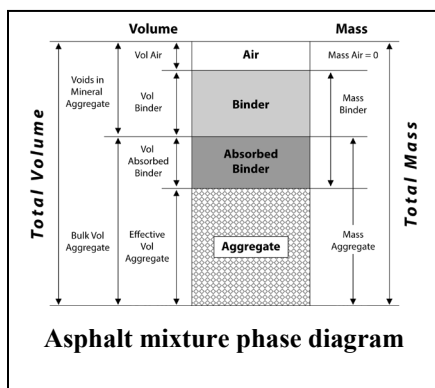 Volume
Mass
Vol Air
Air
Mass Air = 0
Voids in
Mineral
Aggregate
Vol
Binder
Binder
Mass
Binder
Vol
Absorbed
Binder
Absorbed
Binder
Total Volume
Total Mass
Bulk Vol
Aggregate
Effective
Vol
Aggregate
Aggregate
Mass
Aggregate
Asphalt mixture phase diagram